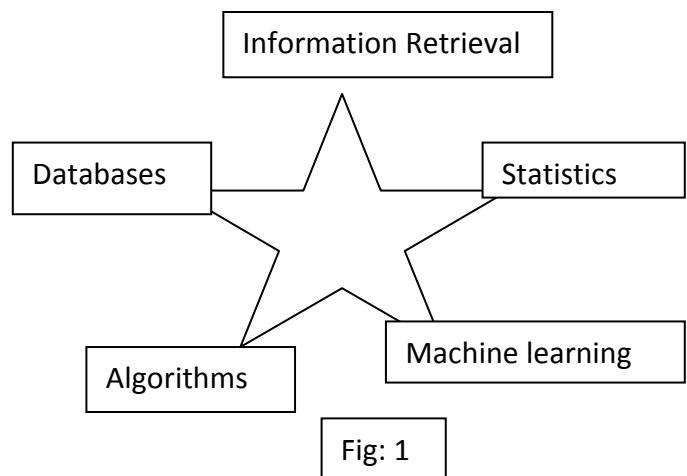 Information Retrieval
Databases
Statistics
Machine learning
Algorithms
Fig: 1